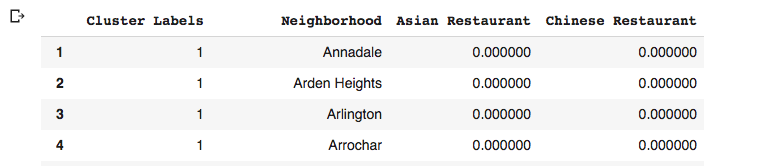 Cluster Labels Neighborhood Asian Restaurant Chinese Restaurant
1 1 Annadale 0.000000 0.000000
2 1 Arden Heights 0.000000 0.000000
3 1 Arlington 0.000000 0.000000
4 1 Arrochar 0.000000 0.000000